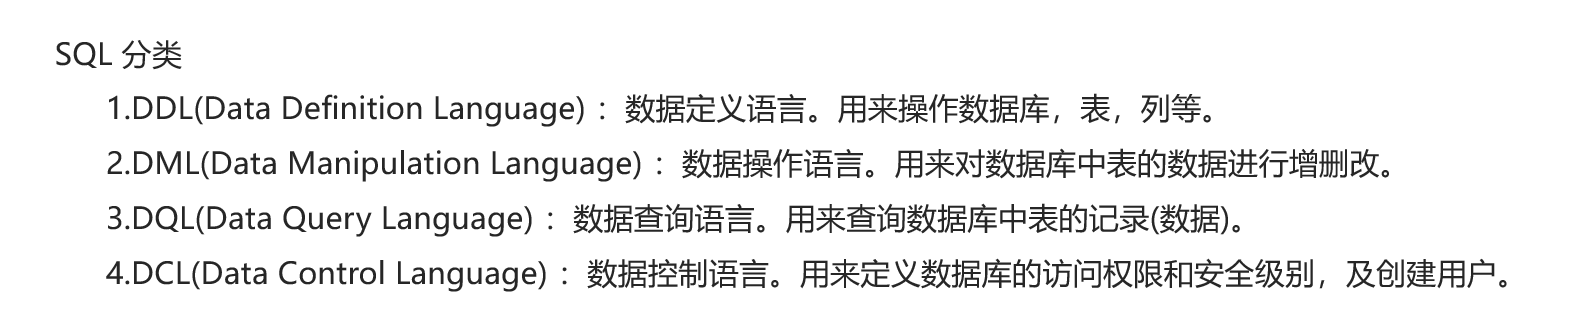 SQL 分类
1.DDL(Data Definition Language) ：数据定义语言。用来操作数据库，表，列等。
2.DML(Data Manipulation Language) ：数据操作语言。用来对数据库中表的数据进行增删改。
3.DQL(Data Query Language) ：数据查询语言。用来查询数据库中表的记录(数据)。
4.DCL(Data Control Language) ：数据控制语言。用来定义数据库的访问权限和安全级别，及创建用户。